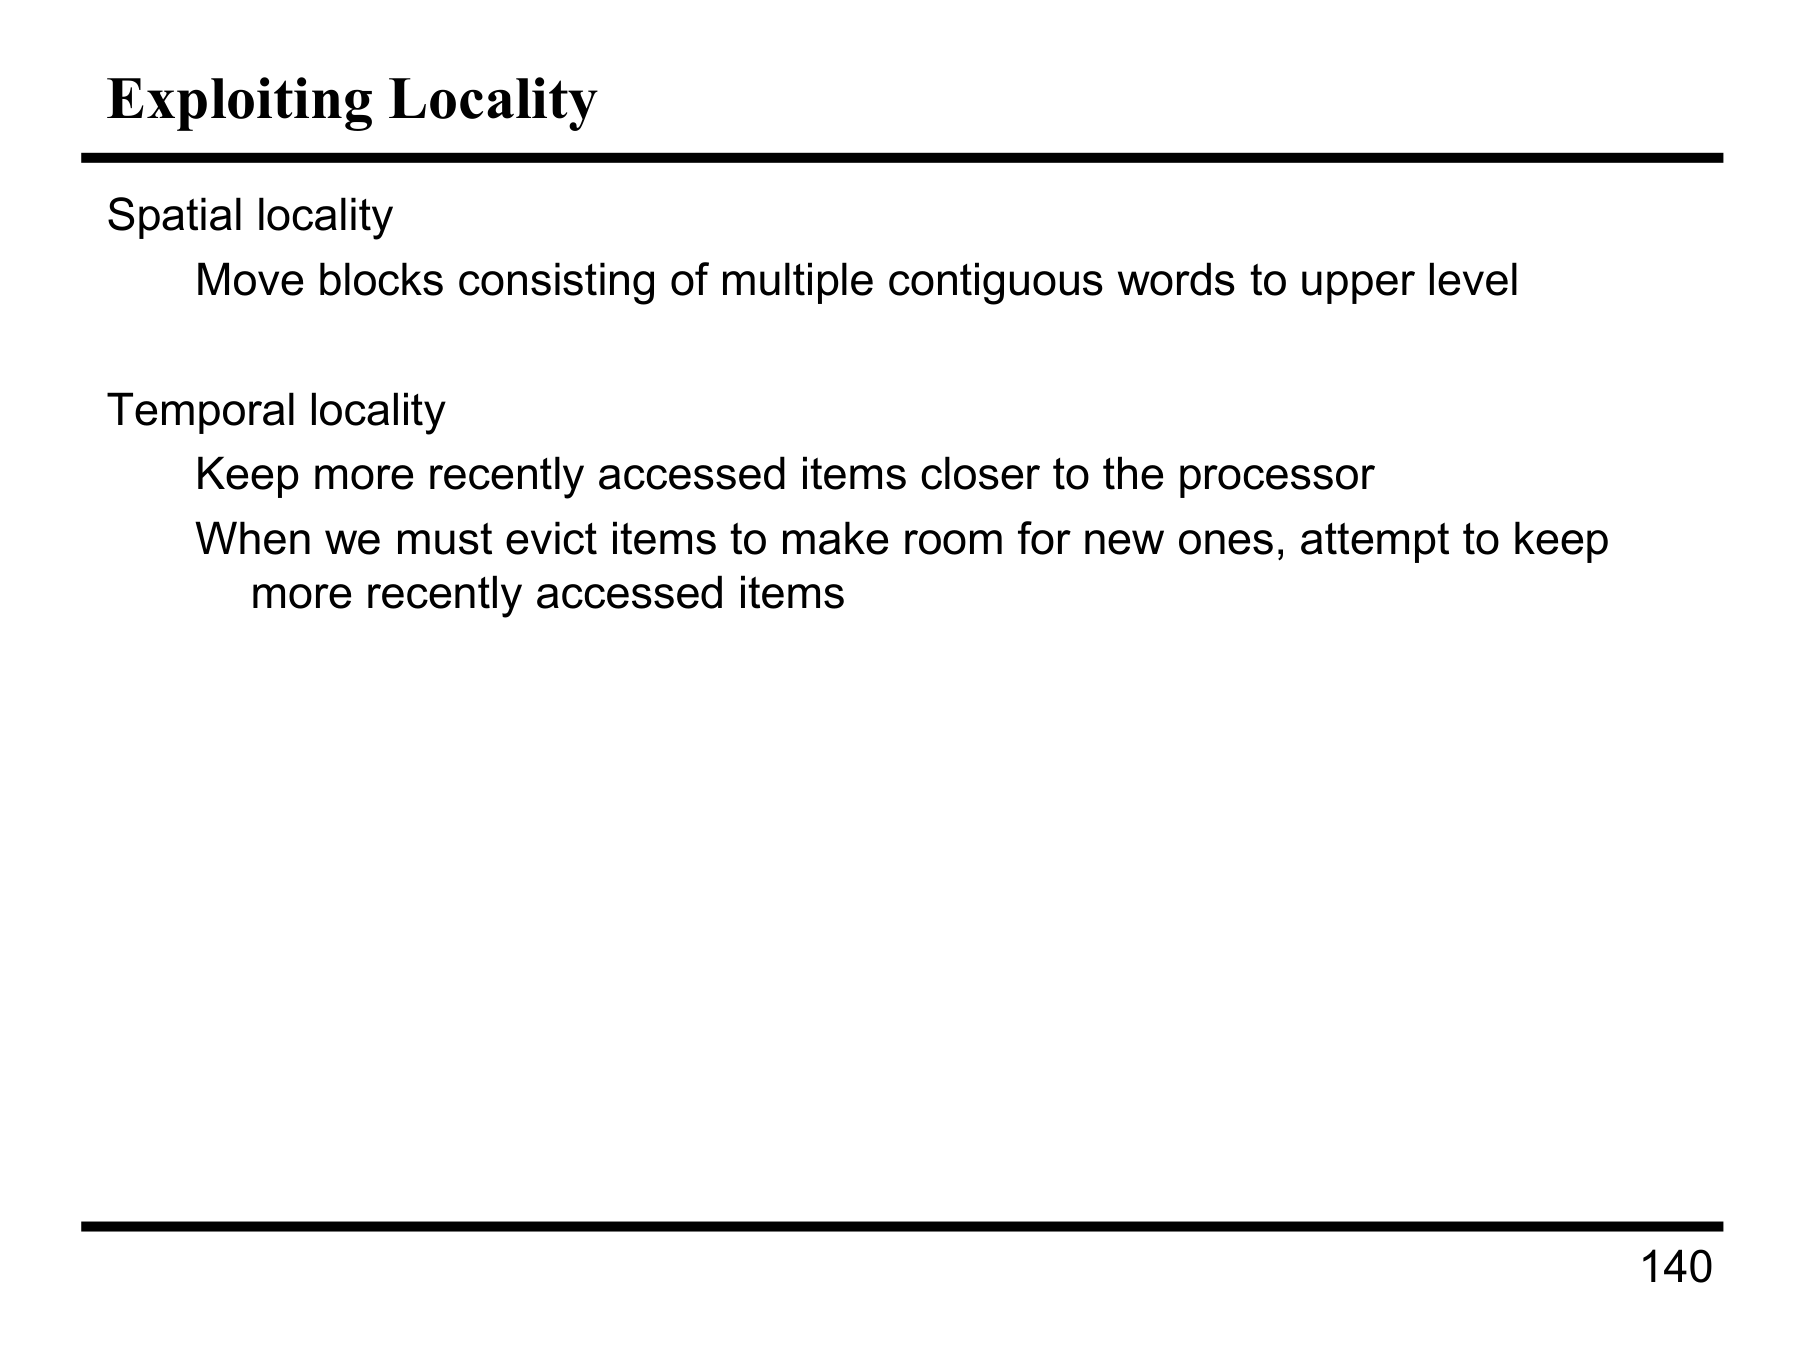 Exploiting Locality
Spatial locality
Move blocks consisting of multiple contiguous words to upper level
Temporal locality
Keep more recently accessed items closer to the processor
When we must evict items to make room for new ones, attempt to keep
more recently accessed items
140